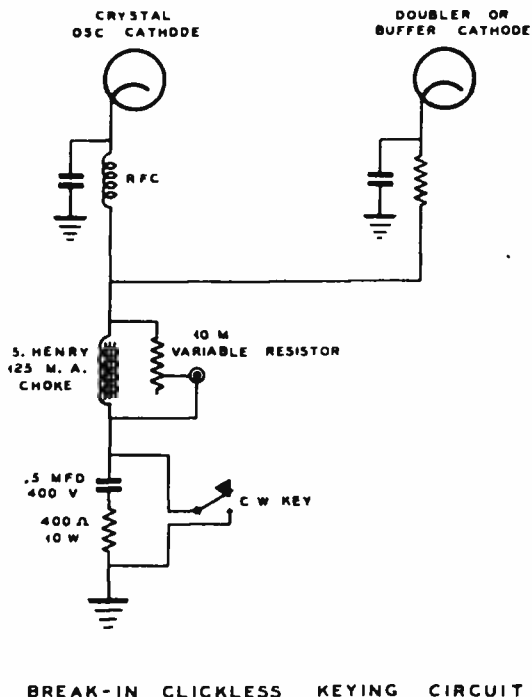 CRYSTAL
OSC CATHODE
DOUBLER OR
BUFFER CATHODE
RFC
5. HENRY
125 M. A.
CHOKE
10 M
VARIABLE RESISTOR
.5 MFD
400 V
400 Ω
10 W
C W KEY
BREAK-IN CLICKLESS KEYING CIRCUIT